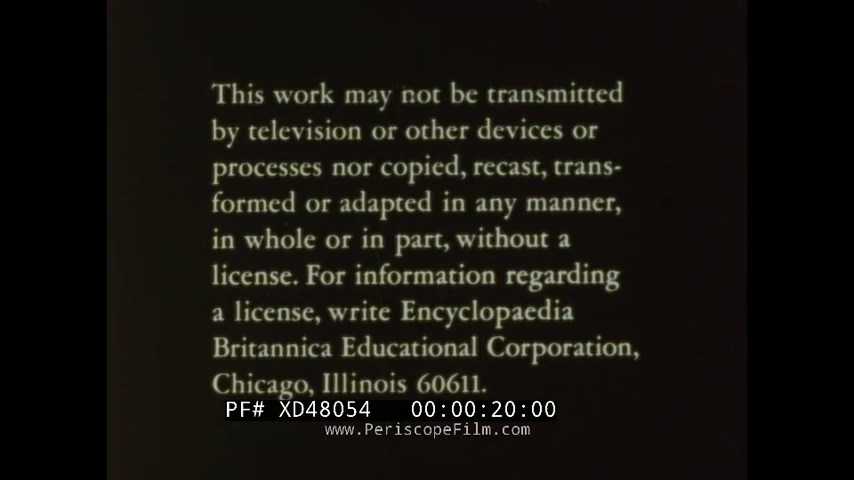 This work may not be transmitted
by television or other devices or
processes nor copied, recast, trans-
formed or adapted in any manner,
in whole or in part, without a
license. For information regarding
a license, write Encyclopaedia
Britannica Educational Corporation,
Chicago, Illinois 60611.
PF# XD48054 00:00:20:00
www.PeriscopeFilm.com